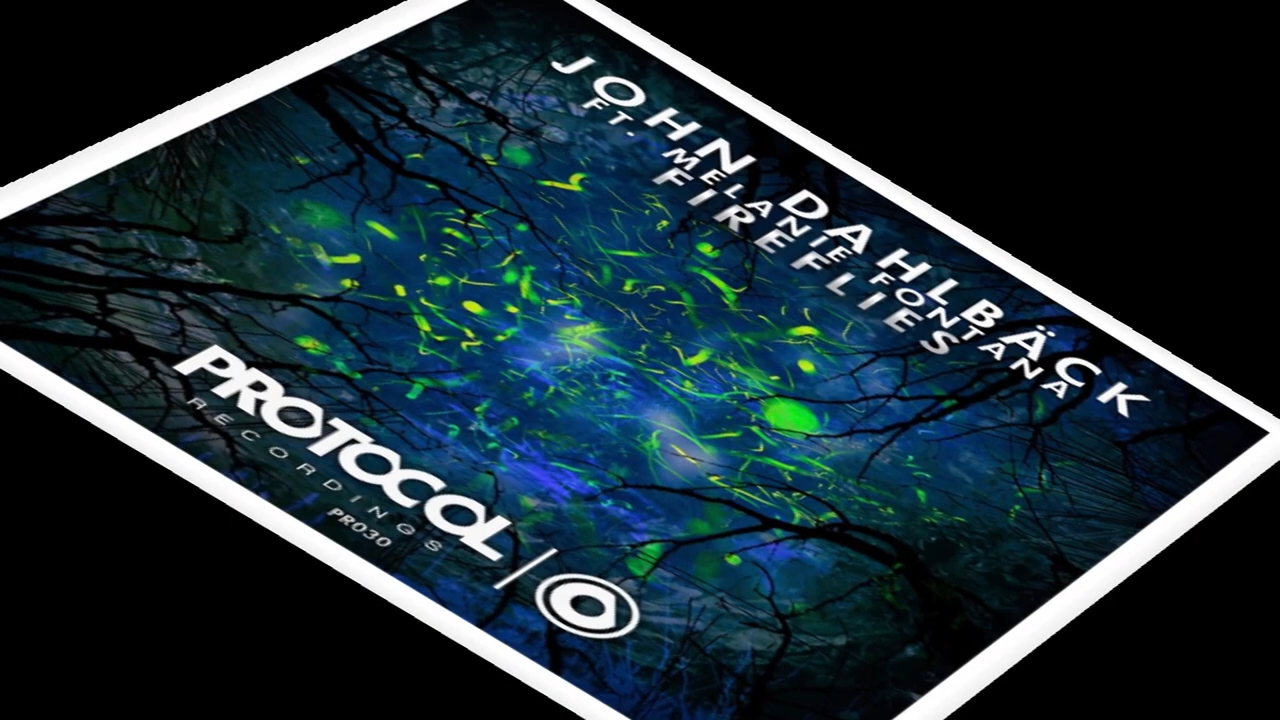 JOHN DAHLBÄCK
FT. MELANIE FONTANA
FIREFLIES
PROTOCOL
RECORDINGS
PRO30